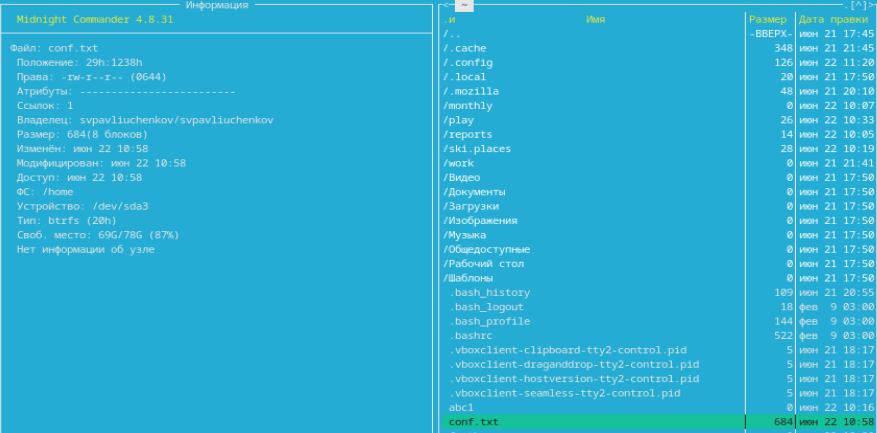 Информация
Midnight Commander 4.8.31
Файл: conf.txt
Положение: 29h:1238h
Права: -rw-r--r-- (0644)
Атрибуты: -------------------------
Ссылок: 1
Владелец: svpavliuchenkov/svpavliuchenkov
Размер: 684(8 блоков)
Изменён: июн 22 10:58
Модифицирован: июн 22 10:58
Доступ: июн 22 10:58
ФС: /home
Устройство: /dev/sda3
Тип: btrfs (20h)
Своб. место: 69G/78G (87%)
Нет информации об узле
<─ ~ .[^]>
.и Имя Размер Дата правки
/.. -ВВЕРХ- июн 21 17:45
/.cache 348 июн 21 21:45
/.config 126 июн 22 11:20
/.local 20 июн 21 17:50
/.mozilla 48 июн 21 20:10
/monthly 0 июн 22 10:07
/play 26 июн 22 10:33
/reports 14 июн 22 10:05
/ski.places 28 июн 22 10:19
/work 0 июн 21 21:41
/Видео 0 июн 21 17:50
/Документы 0 июн 21 17:50
/Загрузки 0 июн 21 17:50
/Изображения 0 июн 21 17:50
/Музыка 0 июн 21 17:50
/Общедоступные 0 июн 21 17:50
/Рабочий стол 0 июн 21 17:50
/Шаблоны 0 июн 21 17:50
.bash_history 109 июн 21 20:55
.bash_logout 18 фев 9 03:00
.bash_profile 144 фев 9 03:00
.bashrc 522 фев 9 03:00
.vboxclient-clipboard-tty2-control.pid 5 июн 21 18:17
.vboxclient-draganddrop-tty2-control.pid 5 июн 21 18:17
.vboxclient-hostversion-tty2-control.pid 5 июн 21 18:17
.vboxclient-seamless-tty2-control.pid 5 июн 21 18:17
abc1 0 июн 22 10:16
conf.txt 684 июн 22 10:58